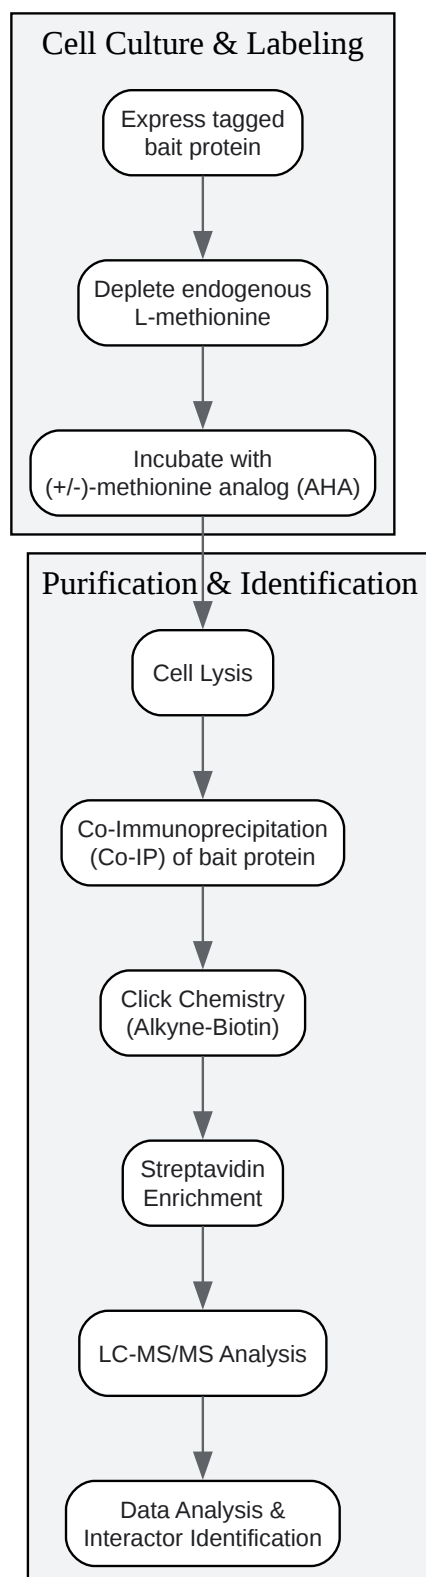 Cell Culture & Labeling
Express tagged
bait protein
Deplete endogenous
L-methionine
Incubate with
(+/-)-methionine analog (AHA)
Purification & Identification
Cell Lysis
Co-Immunoprecipitation
(Co-IP) of bait protein
Click Chemistry
(Alkyne-Biotin)
Streptavidin
Enrichment
LC-MS/MS Analysis
Data Analysis &
Interactor Identification